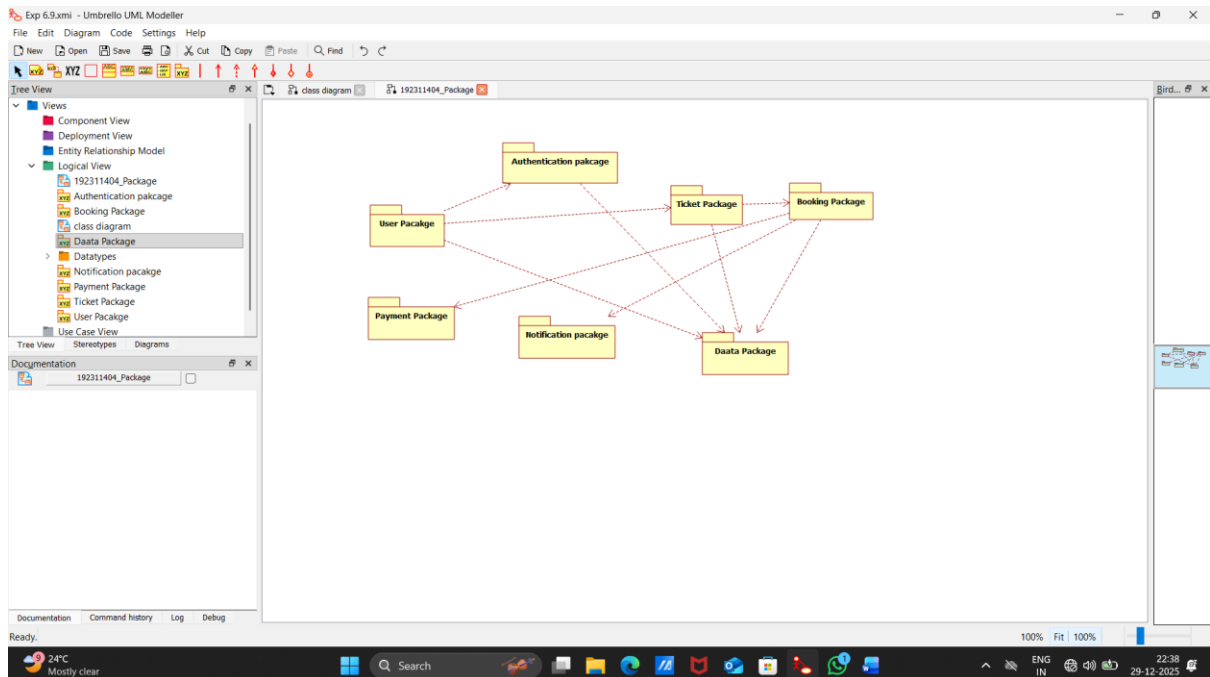 Exp 6.9.xmi - Umbrello UML Modeller
File Edit Diagram Code Settings Help
New Open Save Cut Copy Paste Find
XYZ
Tree View
Views
Component View
Deployment View
Entity Relationship Model
Logical View
192311404_Package
Authentication pakcage
Booking Package
class diagram
Daata Package
Datatypes
Notification pacakge
Payment Package
Ticket Package
User Pacakge
Use Case View
Tree View Stereotypes Diagrams
Documentation
192311404_Package
Documentation Command history Log Debug
class diagram 192311404_Package
Authentication pakcage
Ticket Package
Booking Package
User Pacakge
Payment Package
Notification pacakge
Daata Package
Bird...
Ready.
100% Fit 100%
9
24°C
Mostly clear
Search
1
ENG
IN
22:38
29-12-2025